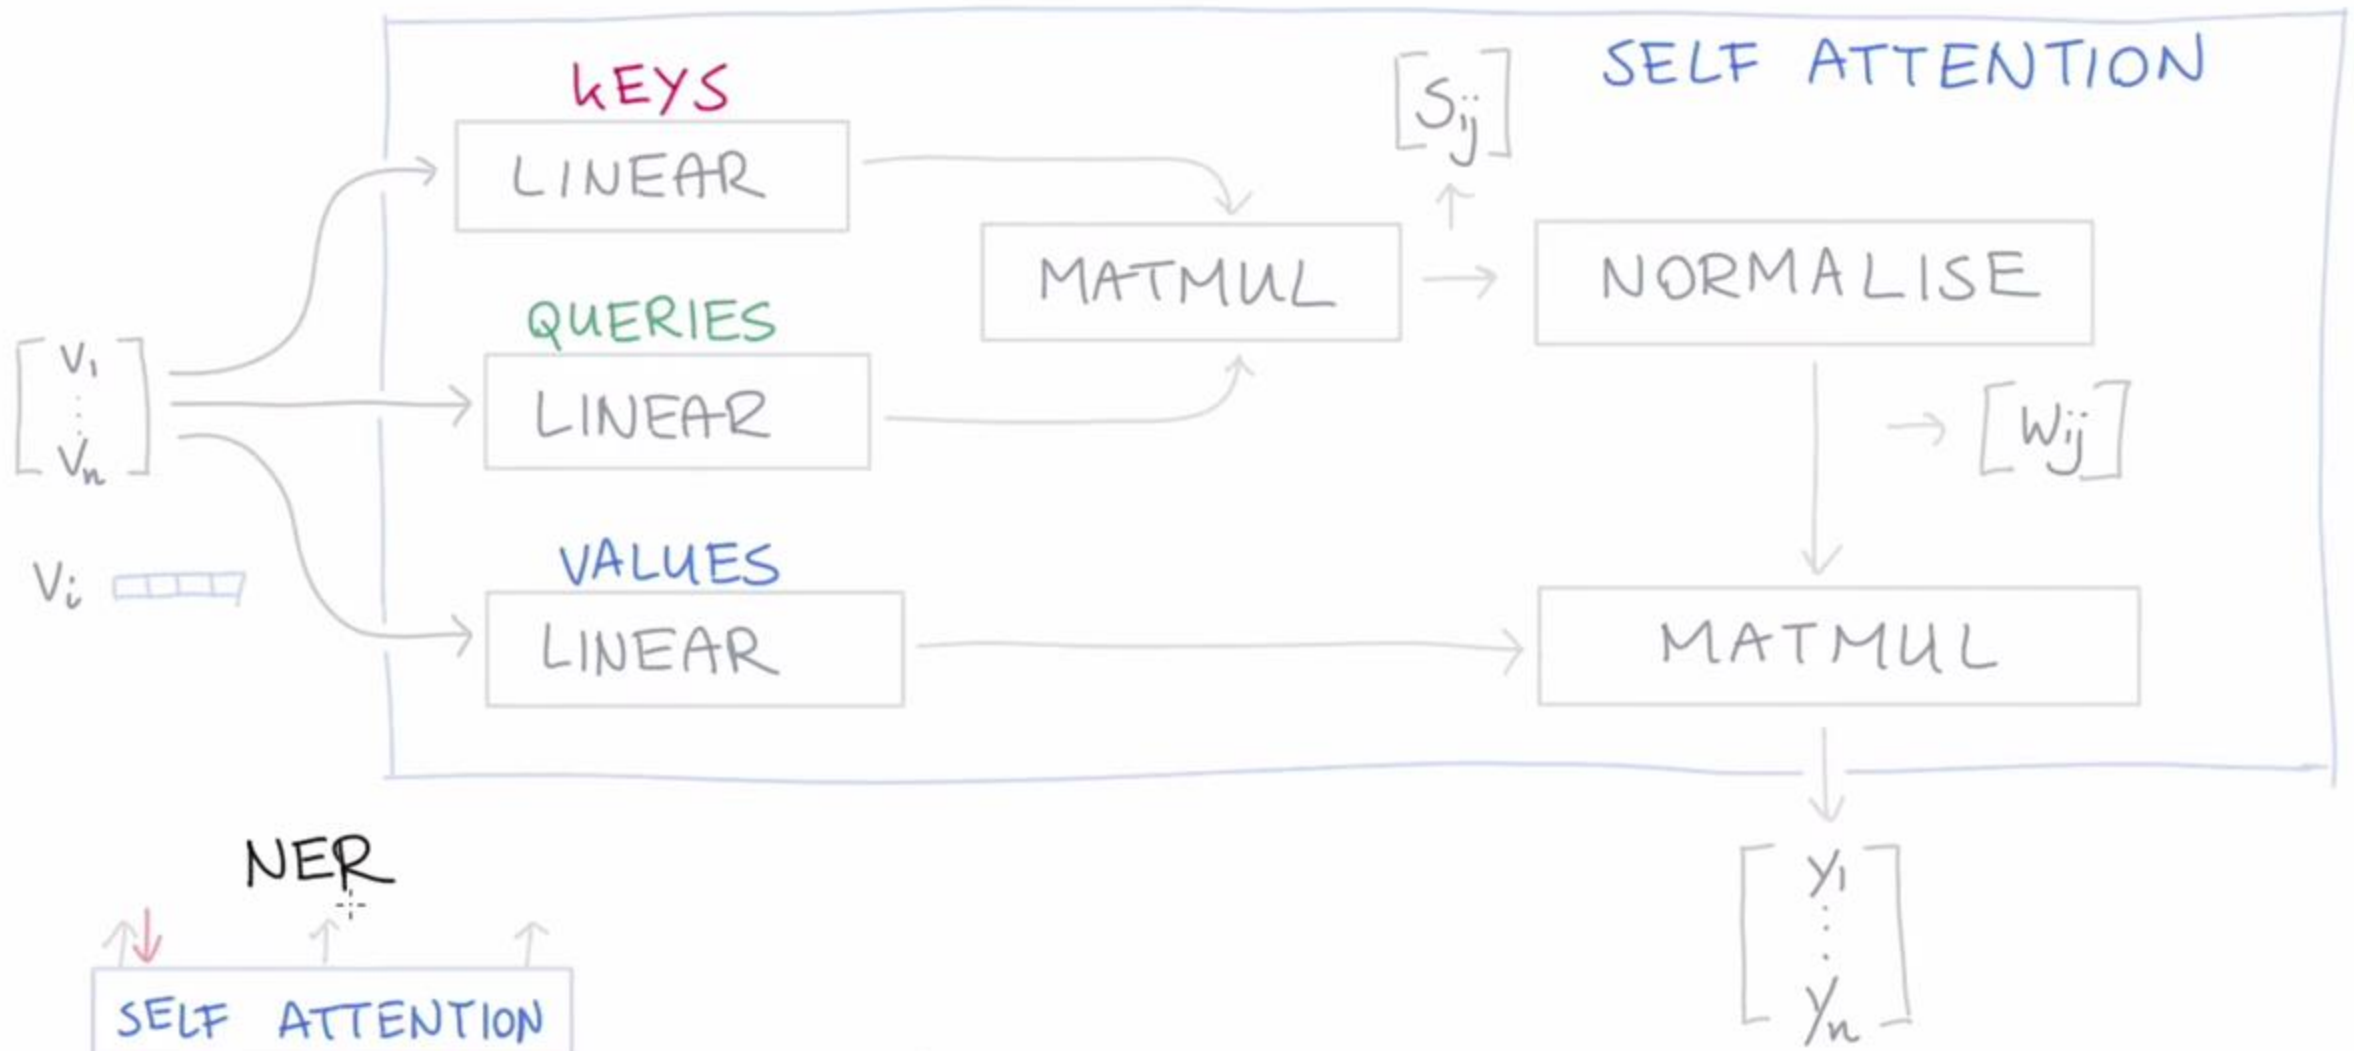 SELF ATTENTION
KEYS
LINEAR
[Sij]
MATMUL
NORMALISE
QUERIES
LINEAR
V1
Vn
[Wij]
Vi
VALUES
LINEAR
MATMUL
NER
y1
yn
SELF ATTENTION